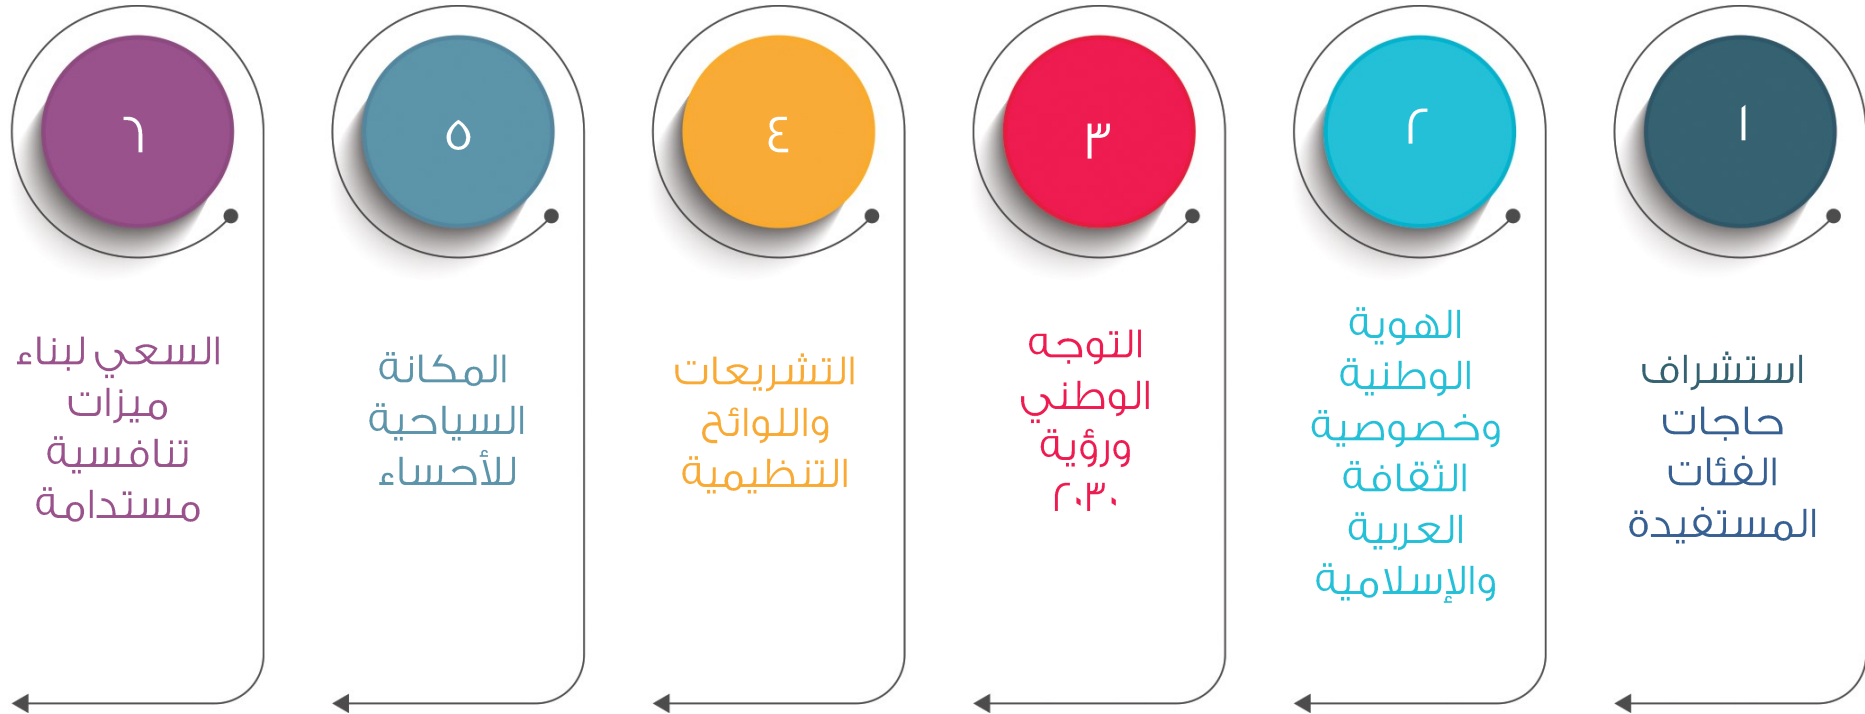 ١
استشراف
حاجات
الفئات
المستفيدة
٢
الهوية
الوطنية
وخصوصية
الثقافة
العربية
والإسلامية
٣
التوجه
الوطني
ورؤية
٢٠٣٠
٤
التشريعات
واللوائح
التنظيمية
٥
المكانة
السياحية
للأحساء
٦
السعي لبناء
ميزات
تنافسية
مستدامة